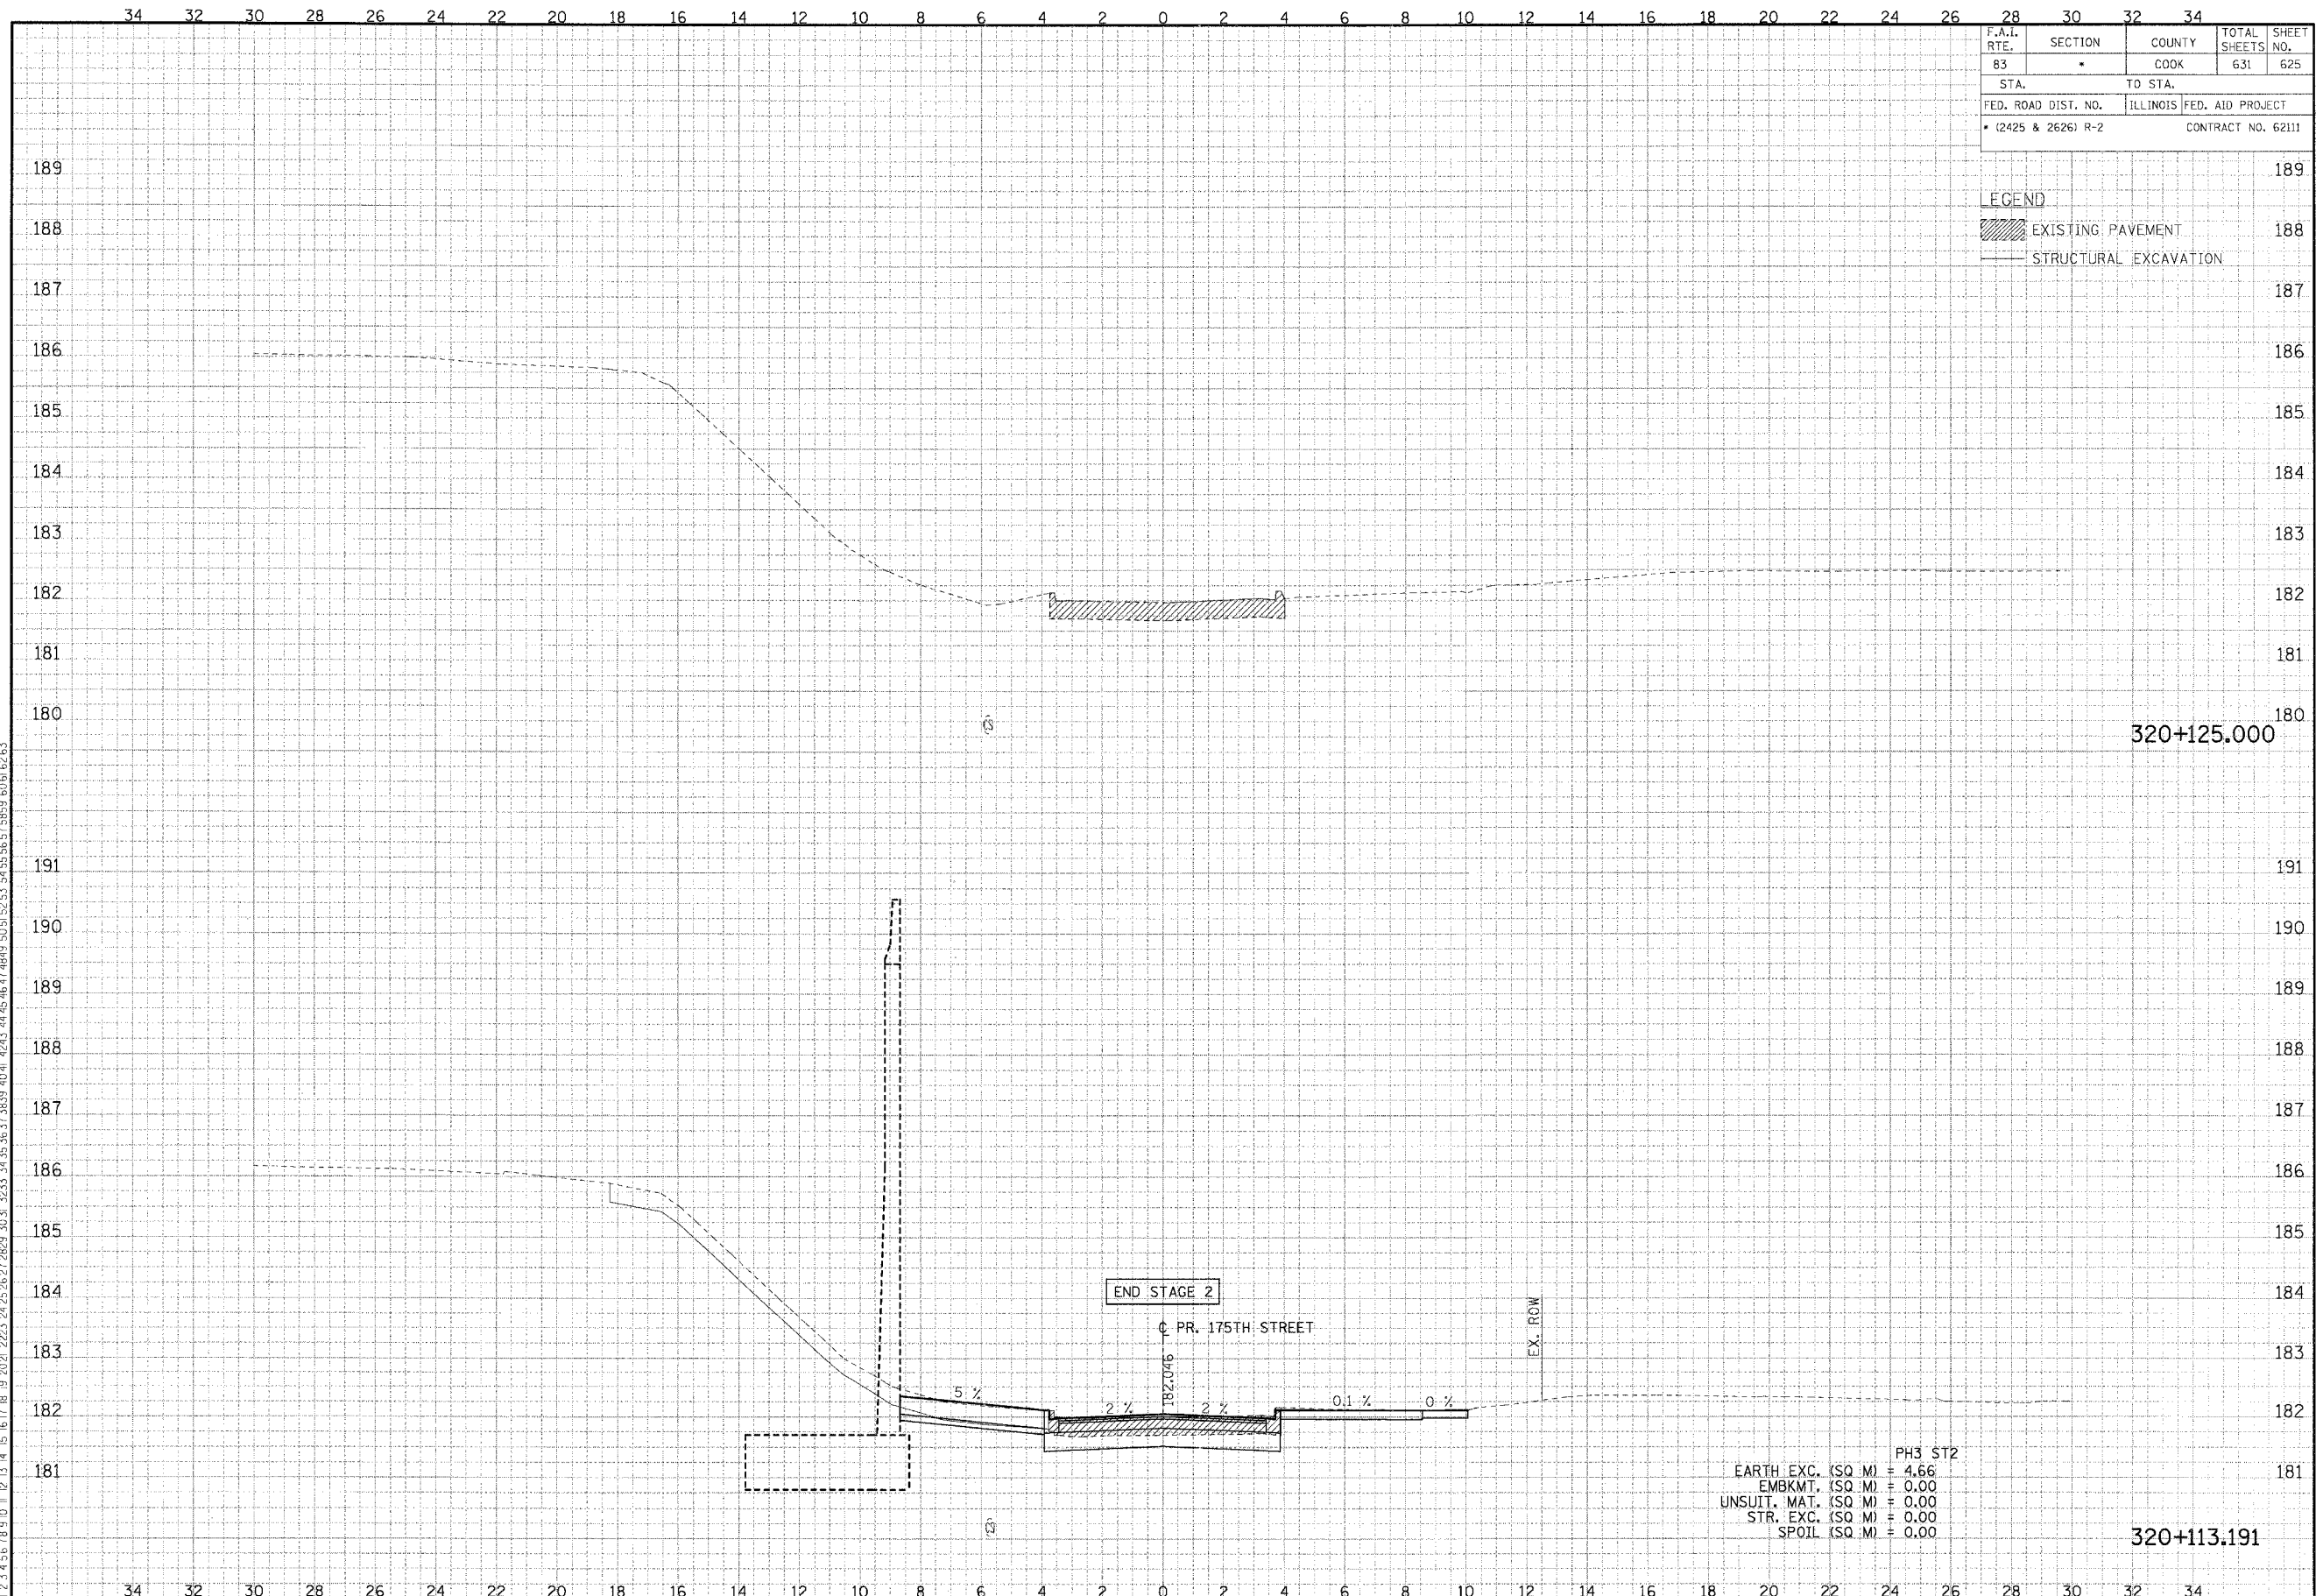 34 32 30 28 26 24 22 20 18 16 14 12 10 8 6 4 2 0 2 4 6 8 10 12 14 16 18 20 22 24 26 28 30 32 34
F.A.I. RTE. SECTION COUNTY TOTAL SHEETS SHEET NO.
83 * COOK 631 625
STA. TO STA.
FED. ROAD DIST. NO. ILLINOIS FED. AID PROJECT
* (2425 & 2626) R-2 CONTRACT NO. 62111
189 189
LEGEND
188 EXISTING PAVEMENT 188
STRUCTURAL EXCAVATION
187 187
186 186
185 185
184 184
183 183
182 182
181 181
180 180
320+125.000
191 191
190 190
189 189
188 188
187 187
186 186
185 185
184 END STAGE 2 184
EX. ROW
℄ PR. 175TH STREET
183 183
182.046
5 % 2 % 2 % 0.1 % 0 %
182 182
PH3 ST2
181 EARTH EXC. (SQ M) = 4.66 181
EMBKMT. (SQ M) = 0.00
UNSUIT. MAT. (SQ M) = 0.00
STR. EXC. (SQ M) = 0.00
SPOIL (SQ M) = 0.00
320+113.191
34 32 30 28 26 24 22 20 18 16 14 12 10 8 6 4 2 0 2 4 6 8 10 12 14 16 18 20 22 24 26 28 30 32 34